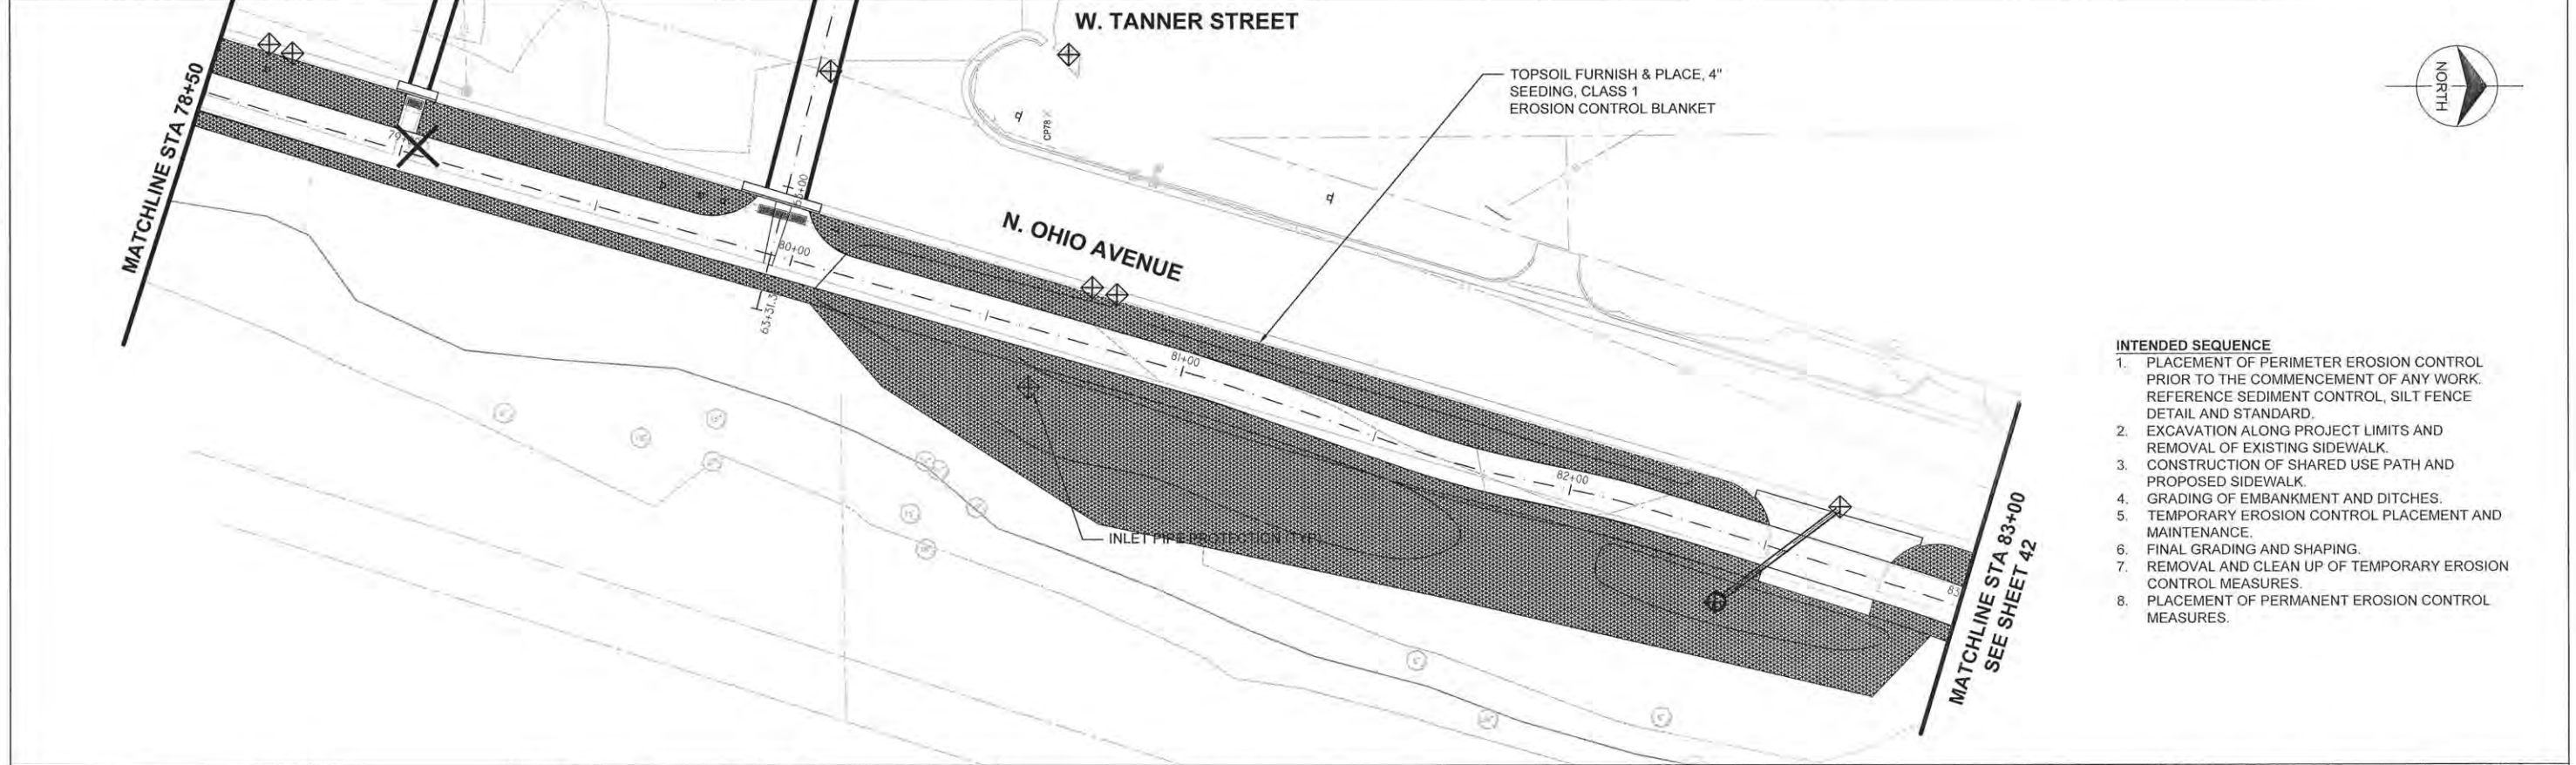 W. TANNER STREET
TOPSOIL FURNISH & PLACE, 4"
SEEDING, CLASS 1
EROSION CONTROL BLANKET
NORTH
MATCHLINE STA 78+50
CP78
N. OHIO AVENUE
80+00
81+00
82+00
83
INLET PIPE PROTECTION (TYP)
MATCHLINE STA 83+00
SEE SHEET 42
INTENDED SEQUENCE
1. PLACEMENT OF PERIMETER EROSION CONTROL
PRIOR TO THE COMMENCEMENT OF ANY WORK.
REFERENCE SEDIMENT CONTROL, SILT FENCE
DETAIL AND STANDARD.
2. EXCAVATION ALONG PROJECT LIMITS AND
REMOVAL OF EXISTING SIDEWALK.
3. CONSTRUCTION OF SHARED USE PATH AND
PROPOSED SIDEWALK.
4. GRADING OF EMBANKMENT AND DITCHES.
5. TEMPORARY EROSION CONTROL PLACEMENT AND
MAINTENANCE.
6. FINAL GRADING AND SHAPING.
7. REMOVAL AND CLEAN UP OF TEMPORARY EROSION
CONTROL MEASURES.
8. PLACEMENT OF PERMANENT EROSION CONTROL
MEASURES.